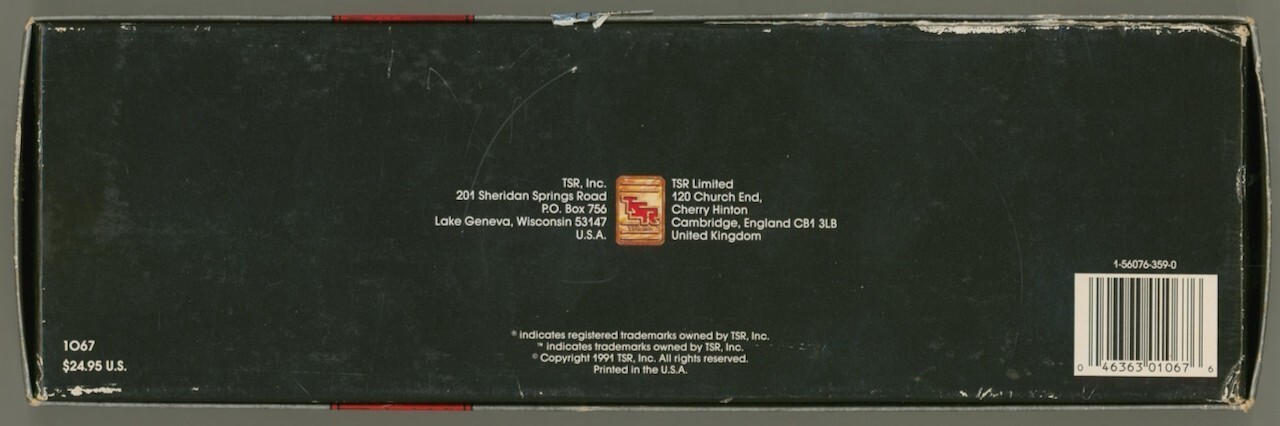 TSR, Inc.
201 Sheridan Springs Road
P.O. Box 756
Lake Geneva, Wisconsin 53147
U.S.A.
TSR
TSR Limited
120 Church End,
Cherry Hinton
Cambridge, England CB1 3LB
United Kingdom
1-56076-359-0
0 46363 01067 6
1067
$24.95 U.S.
® indicates registered trademarks owned by TSR, Inc.
™ indicates trademarks owned by TSR, Inc.
© Copyright 1991 TSR, Inc. All rights reserved.
Printed in the U.S.A.